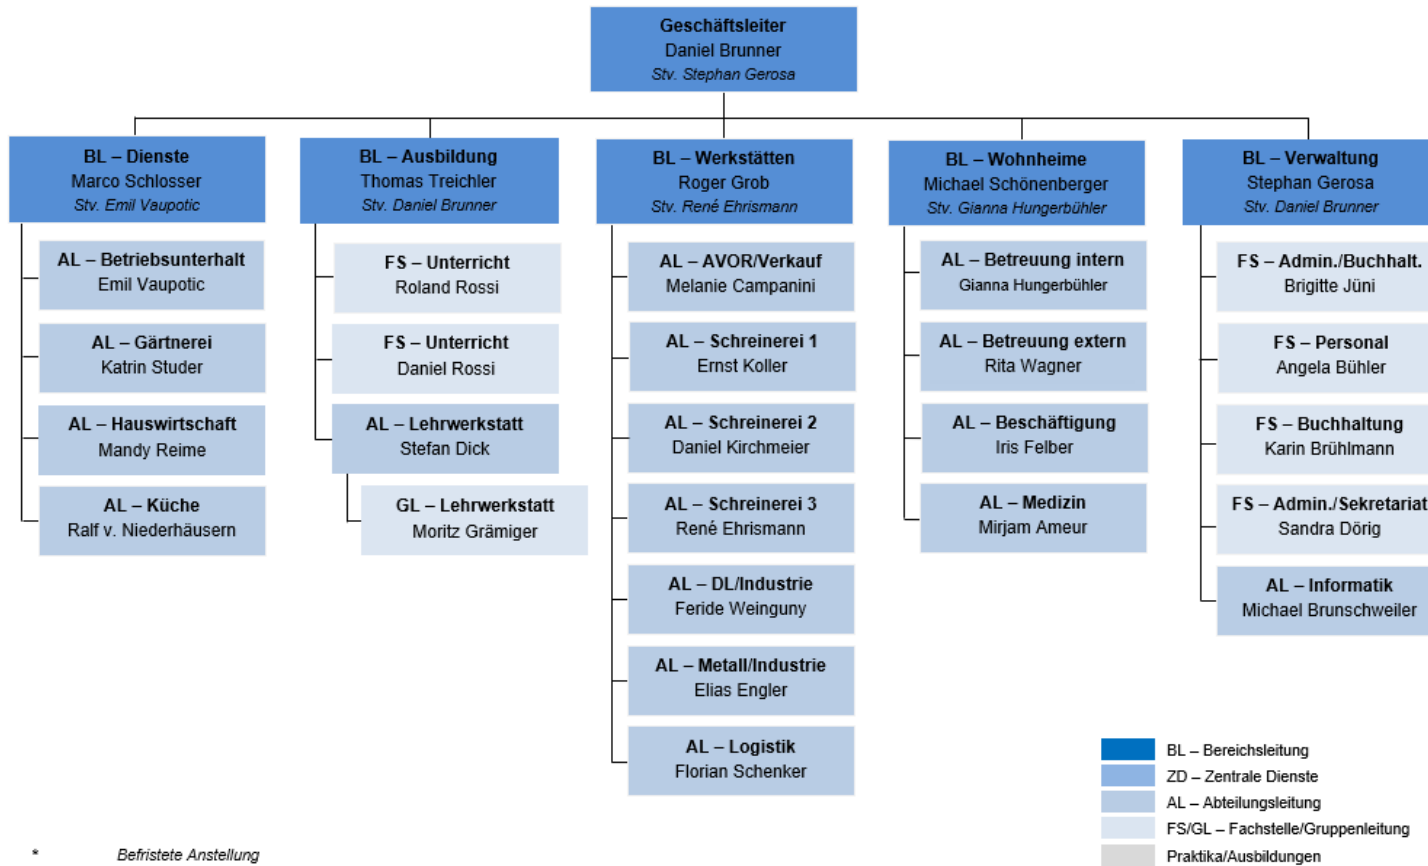 Geschäftsleiter
Daniel Brunner
Stv. Stephan Gerosa
BL – Dienste
Marco Schlosser
Stv. Emil Vaupotic
AL – Betriebsunterhalt
Emil Vaupotic
AL – Gärtnerei
Katrin Studer
AL – Hauswirtschaft
Mandy Reime
AL – Küche
Ralf v. Niederhäusern
BL – Ausbildung
Thomas Treichler
Stv. Daniel Brunner
FS – Unterricht
Roland Rossi
FS – Unterricht
Daniel Rossi
AL – Lehrwerkstatt
Stefan Dick
GL – Lehrwerkstatt
Moritz Grämiger
BL – Werkstätten
Roger Grob
Stv. René Ehrismann
AL – AVOR/Verkauf
Melanie Campanini
AL – Schreinerei 1
Ernst Koller
AL – Schreinerei 2
Daniel Kirchmeier
AL – Schreinerei 3
René Ehrismann
AL – DL/Industrie
Feride Weinguny
AL – Metall/Industrie
Elias Engler
AL – Logistik
Florian Schenker
BL – Wohnheime
Michael Schönenberger
Stv. Gianna Hungerbühler
AL – Betreuung intern
Gianna Hungerbühler
AL – Betreuung extern
Rita Wagner
AL – Beschäftigung
Iris Felber
AL – Medizin
Mirjam Ameur
BL – Verwaltung
Stephan Gerosa
Stv. Daniel Brunner
FS – Admin./Buchhalt.
Brigitte Jüni
FS – Personal
Angela Bühler
FS – Buchhaltung
Karin Brühlmann
FS – Admin./Sekretariat
Sandra Dörig
AL – Informatik
Michael Brunschweiler
BL – Bereichsleitung
ZD – Zentrale Dienste
AL – Abteilungsleitung
FS/GL – Fachstelle/Gruppenleitung
Praktika/Ausbildungen
* Befristete Anstellung